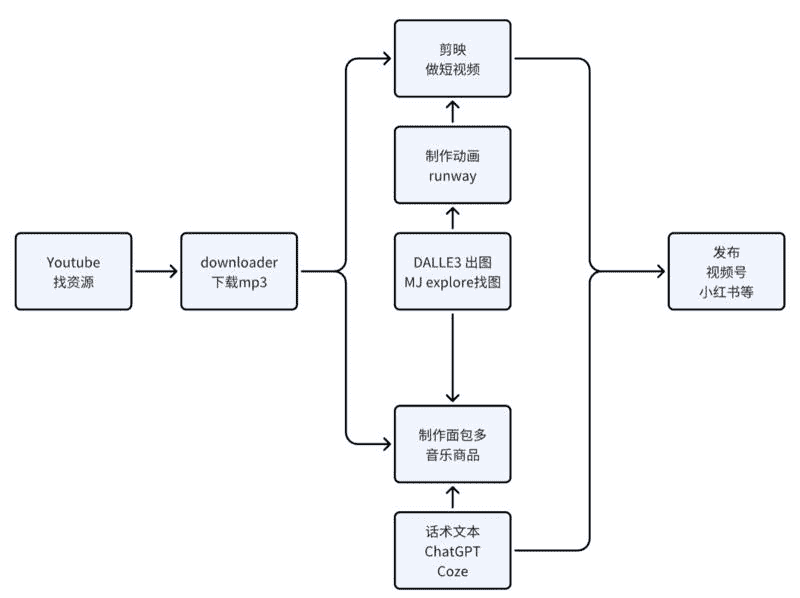 剪映
做短视频
制作动画
runway
Youtube
找资源
downloader
下载mp3
DALLE3 出图
MJ explore找图
发布
视频号
小红书等
制作面包多
音乐商品
话术文本
ChatGPT
Coze